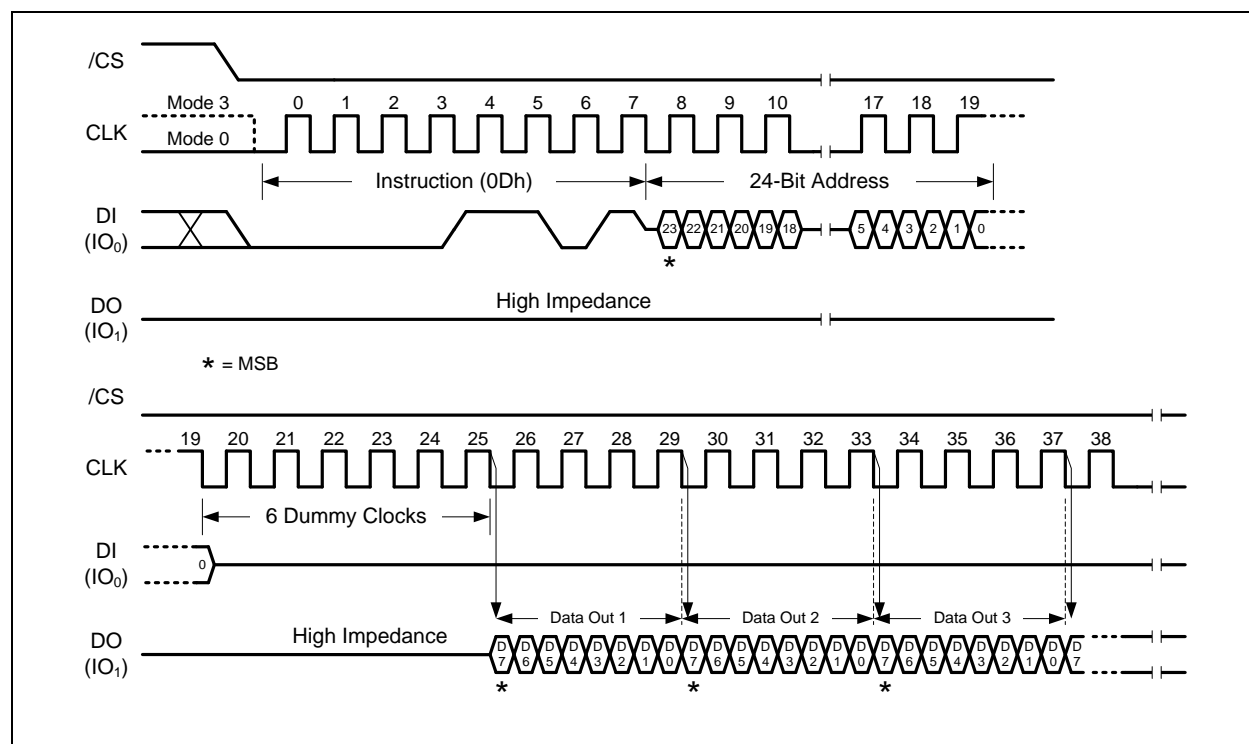 /CS
Mode 3 0 1 2 3 4 5 6 7 8 9 10 17 18 19
CLK
Mode 0
Instruction (0Dh) 24-Bit Address
DI
(IO0) 23 22 21 20 19 18 5 4 3 2 1 0
*
DO
(IO1)
High Impedance
* = MSB
/CS
19 20 21 22 23 24 25 26 27 28 29 30 31 32 33 34 35 36 37 38
CLK
6 Dummy Clocks
DI
(IO0) 0
Data Out 1 Data Out 2 Data Out 3
DO
(IO1)
High Impedance
D7 D6 D5 D4 D3 D2 D1 D0 D7 D6 D5 D4 D3 D2 D1 D0 D7 D6 D5 D4 D3 D2 D1 D0 D7
* * *